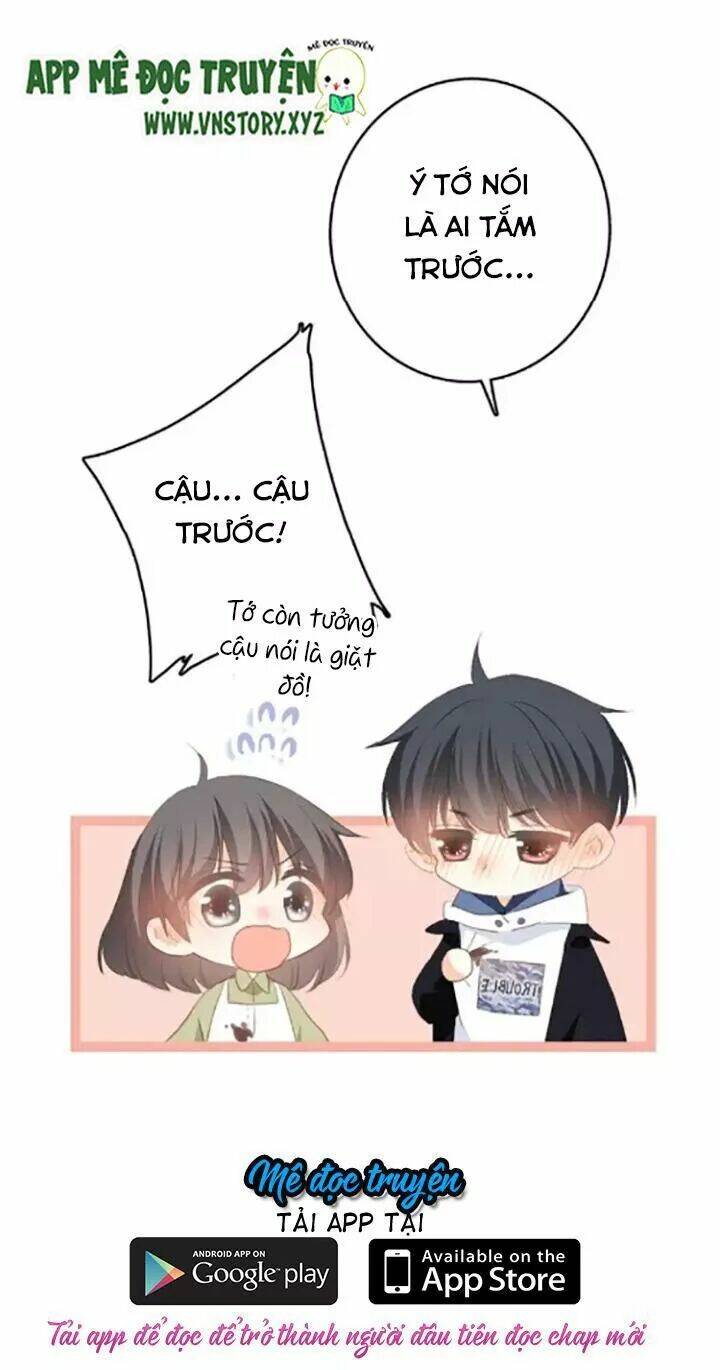 MÊ ĐỌC TRUYỆN
APP MÊ ĐỌC TRUYỆN
WWW.VNSTORY.XYZ
Ý TỚ NÓI
LÀ AI TẮM
TRƯỚC...
CẬU... CẬU
TRƯỚC!
Tớ còn tưởng
cậu nói là giặt
đồ!
TROUBLE
Mê đọc truyện
TẢI APP TẠI
ANDROID APP ON
Google play
Available on the
App Store
Tải app để đọc để trở thành người đầu tiên đọc chap mới